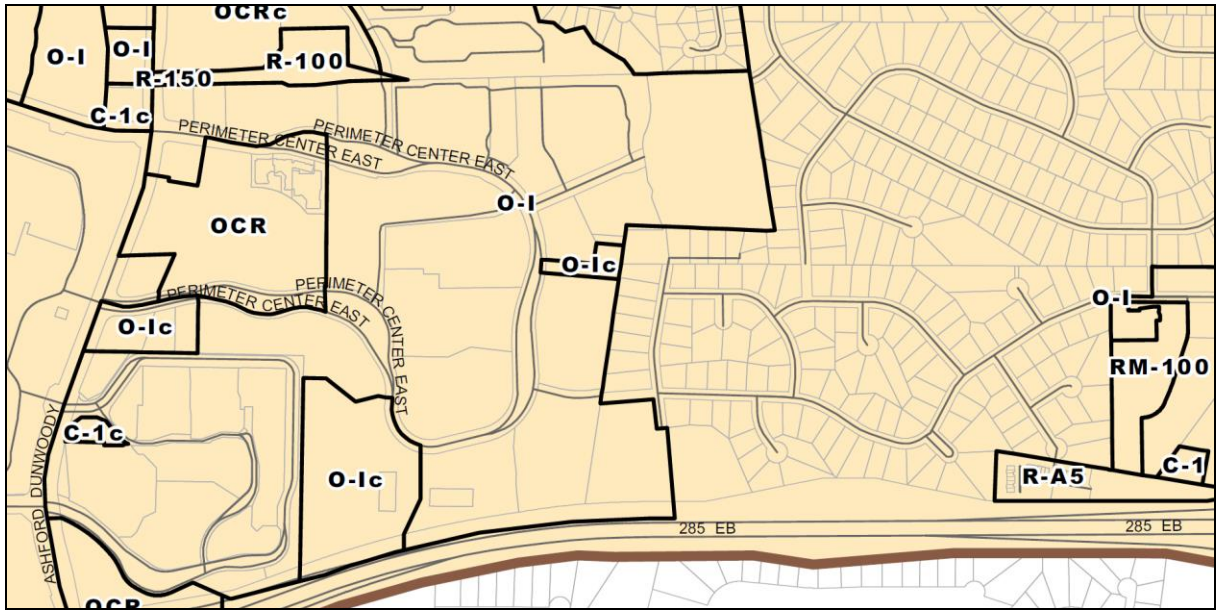 OCRc
O-I
O-I
R-100
R-150
C-1c
PERIMETER CENTER EAST
PERIMETER CENTER EAST
O-I
OCR
O-Ic
PERIMETER CENTER EAST
PERIMETER CENTER EAST
O-I
O-Ic
RM-100
C-1c
ASHFORD DUNWOODY
O-Ic
C-1
R-A5
285 EB
285 EB
OCR